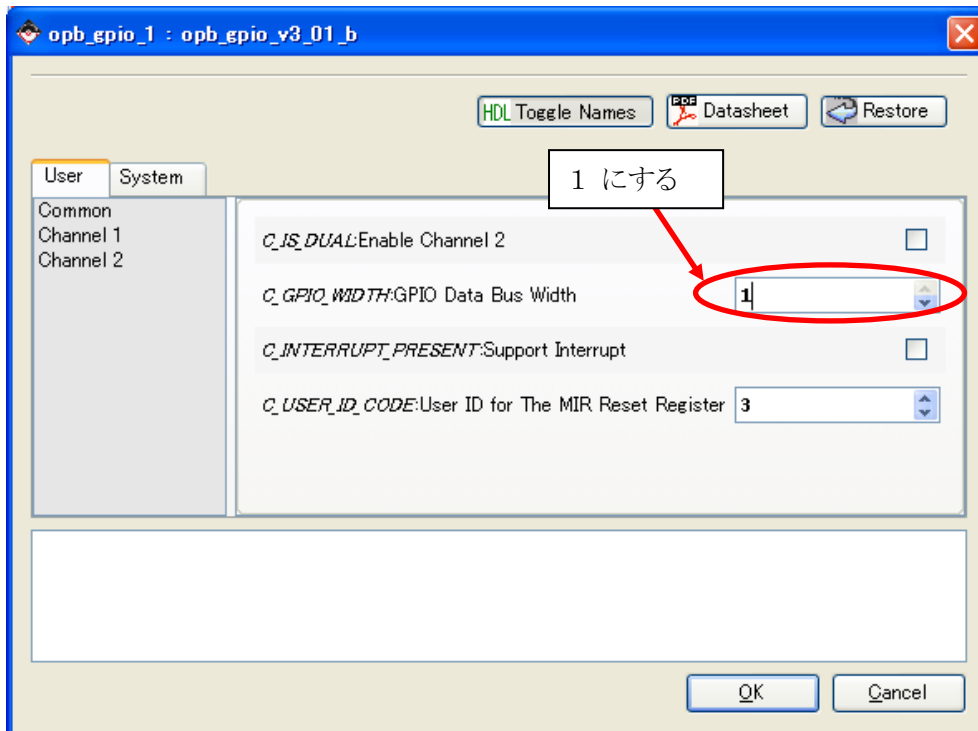 opb_gpio_1 : opb_gpio_v3_01_b
HDL Toggle Names
PDF Datasheet
Restore
1 にする
User
System
Common
Channel 1
Channel 2
C_IS_DUAL:Enable Channel 2
C_GPIO_WIDTH:GPIO Data Bus Width
1
C_INTERRUPT_PRESENT:Support Interrupt
C_USER_ID_CODE:User ID for The MIR Reset Register
3
OK
Cancel